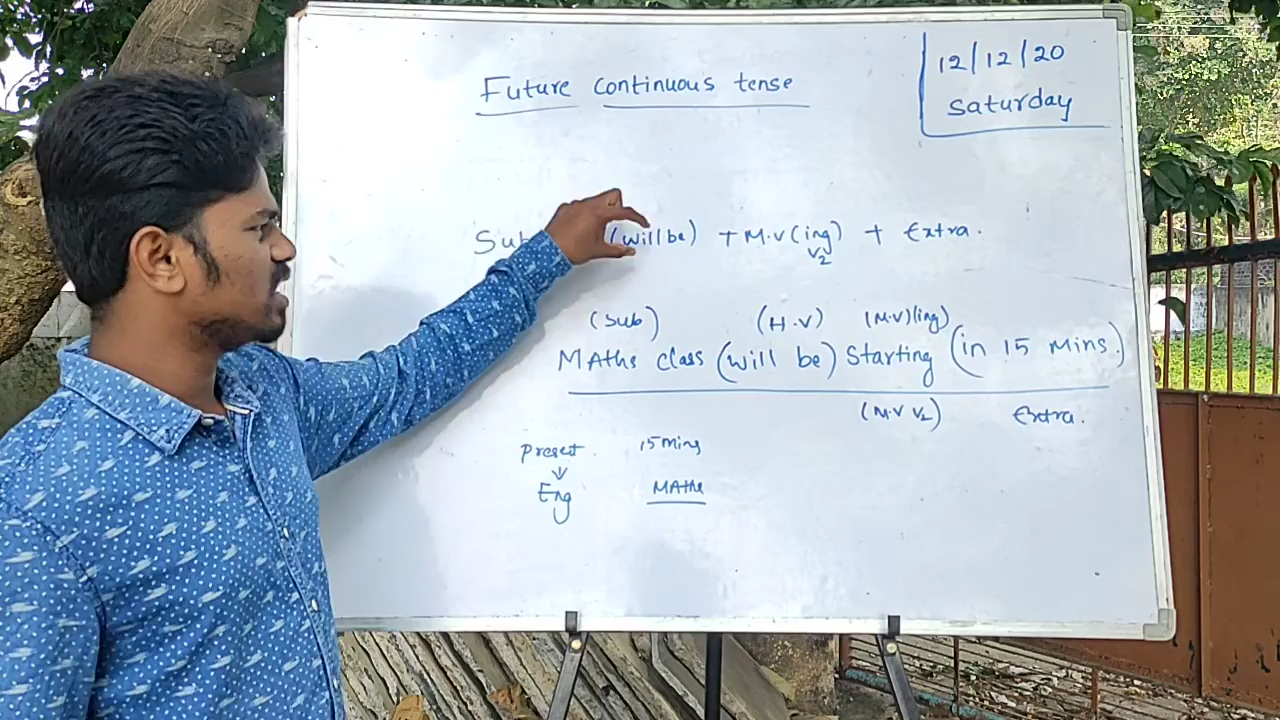 12/12/20
Saturday
Future continuous tense
Sub (will be) + M.V (ing) + Extra.
V2
(Sub) (H.V) (M.V) (ing)
MAths class (will be) Starting (in 15 Mins.)
(M.V V2) Extra.
Present. 15 Mins
Eng MAths